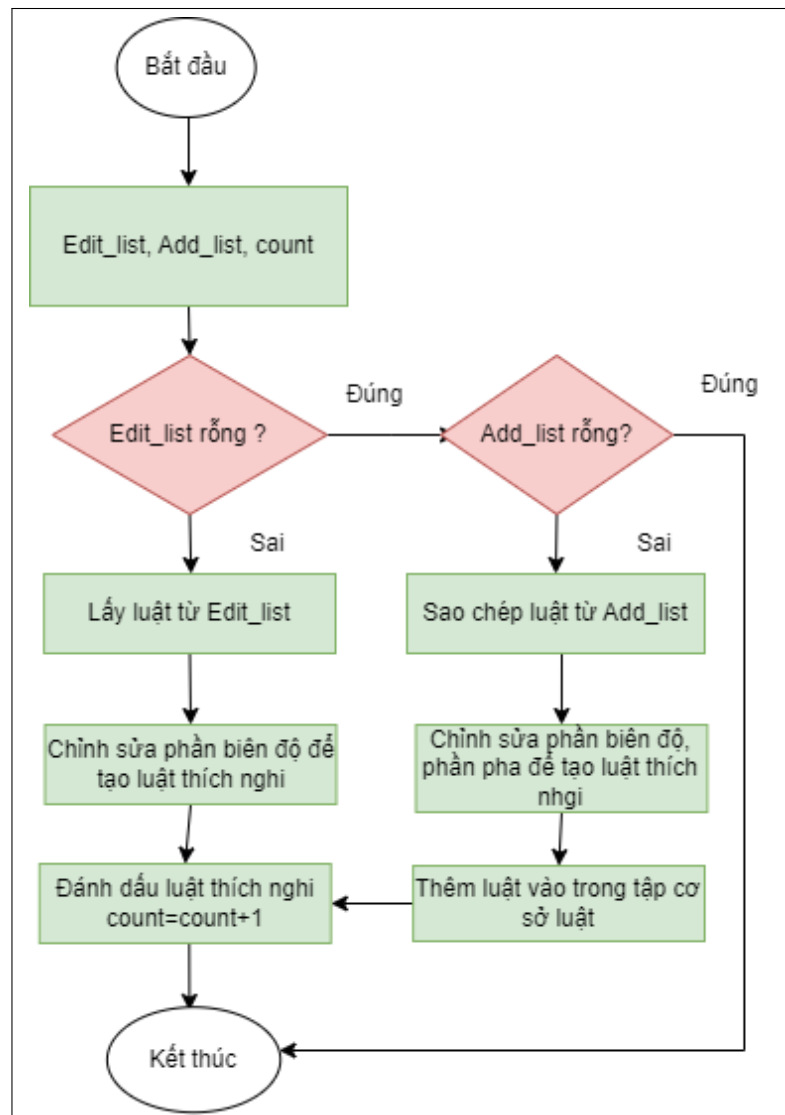 Bắt đầu
Edit_list, Add_list, count
Edit_list rỗng ?
Đúng
Add_list rỗng?
Đúng
Sai
Sai
Lấy luật từ Edit_list
Sao chép luật từ Add_list
Chỉnh sửa phần biên độ để
tạo luật thích nghi
Chỉnh sửa phần biên độ,
phần pha để tạo luật thích
nhgi
Đánh dấu luật thích nghi
count=count+1
Thêm luật vào trong tập cơ
sở luật
Kết thúc